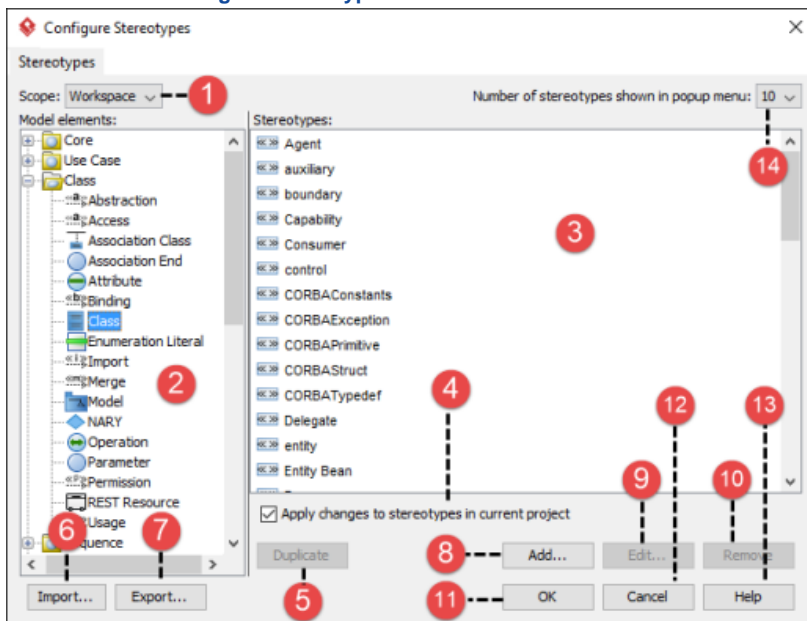 Configure Stereotypes
Stereotypes
Scope: Workspace 1 Number of stereotypes shown in popup menu: 10
Model elements: Stereotypes:
Core
Use Case
Class
Abstraction
Access
Association Class
Association End
Attribute
Binding
Class
Enumeration Literal
Import
Merge
Model
NARY
Operation
Parameter
Permission
REST Resource
Usage
2
Agent
auxiliary
boundary
Capability
Consumer
control
CORBAConstants
CORBAException
CORBAPrimitive
CORBAStruct
CORBATypedef
Delegate
entity
Entity Bean
3
14
4
12
13
Apply changes to stereotypes in current project
6 7 9 10
Duplicate 8 Add... Edit... Remove
5
Import... Export... 11 OK Cancel Help